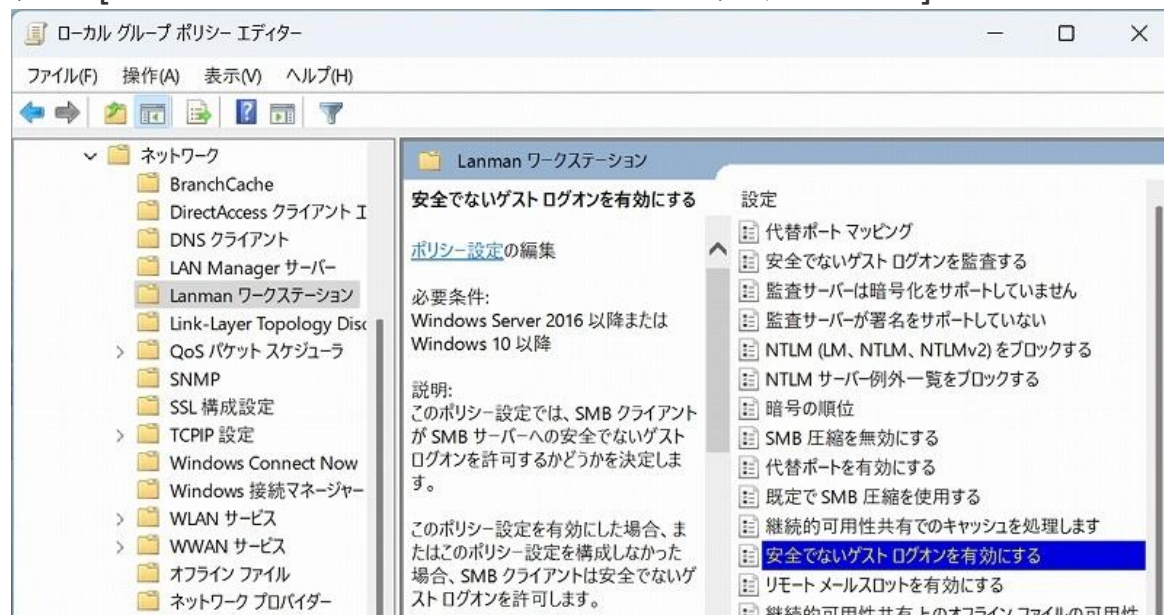 ローカル グループ ポリシー エディター
ファイル(F) 操作(A) 表示(V) ヘルプ(H)
ネットワーク
BranchCache
DirectAccess クライアント エ
DNS クライアント
LAN Manager サーバー
Lanman ワークステーション
Link-Layer Topology Disc
QoS パケット スケジューラ
SNMP
SSL 構成設定
TCPIP 設定
Windows Connect Now
Windows 接続マネージャー
WLAN サービス
WWAN サービス
オフライン ファイル
ネットワーク プロバイダー
Lanman ワークステーション
安全でないゲスト ログオンを有効にする
ポリシー設定の編集
必要条件:
Windows Server 2016 以降または
Windows 10 以降
説明:
このポリシー設定では、SMB クライアント
が SMB サーバーへの安全でないゲスト
ログオンを許可するかどうかを決定しま
す。
このポリシー設定を有効にした場合、ま
たはこのポリシー設定を構成しなかった
場合、SMB クライアントは安全でないゲ
スト ログオンを許可します。
設定
代替ポート マッピング
安全でないゲスト ログオンを監査する
監査サーバーは暗号化をサポートしていません
監査サーバーが署名をサポートしていない
NTLM (LM、NTLM、NTLMv2) をブロックする
NTLM サーバー例外一覧をブロックする
暗号の順位
SMB 圧縮を無効にする
代替ポートを有効にする
既定で SMB 圧縮を使用する
継続的可用性共有でのキャッシュを処理します
安全でないゲスト ログオンを有効にする
リモート メールスロットを有効にする
継続的可用性共有上のオフライン ファイルの可用性